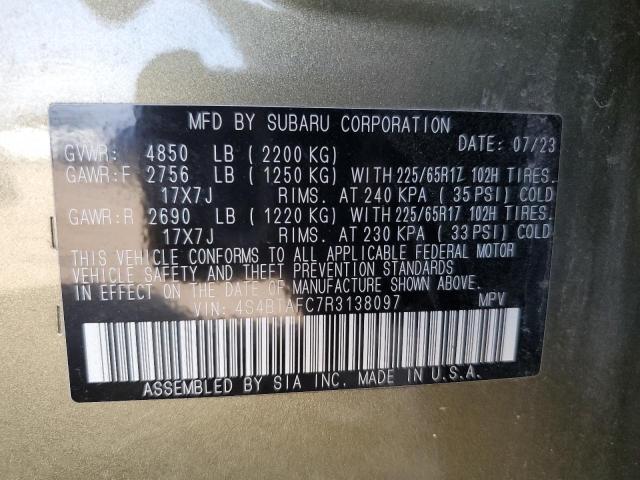 MFD BY SUBARU CORPORATION
DATE: 07/23
GVWR: 4850 LB (2200 KG)
GAWR:F 2756 LB (1250 KG) WITH 225/65R17 102H TIRES.
17X7J RIMS. AT 240 KPA (35 PSI) COLD
GAWR:R 2690 LB (1220 KG) WITH 225/65R17 102H TIRES.
17X7J RIMS. AT 230 KPA (33 PSI) COLD
THIS VEHICLE CONFORMS TO ALL APPLICABLE FEDERAL MOTOR
VEHICLE SAFETY AND THEFT PREVENTION STANDARDS IN
EFFECT ON THE DATE OF MANUFACTURE SHOWN ABOVE.
VIN: 4S4BTAFC7R3138097 MPV
ASSEMBLED BY SIA INC. MADE IN U.S.A.